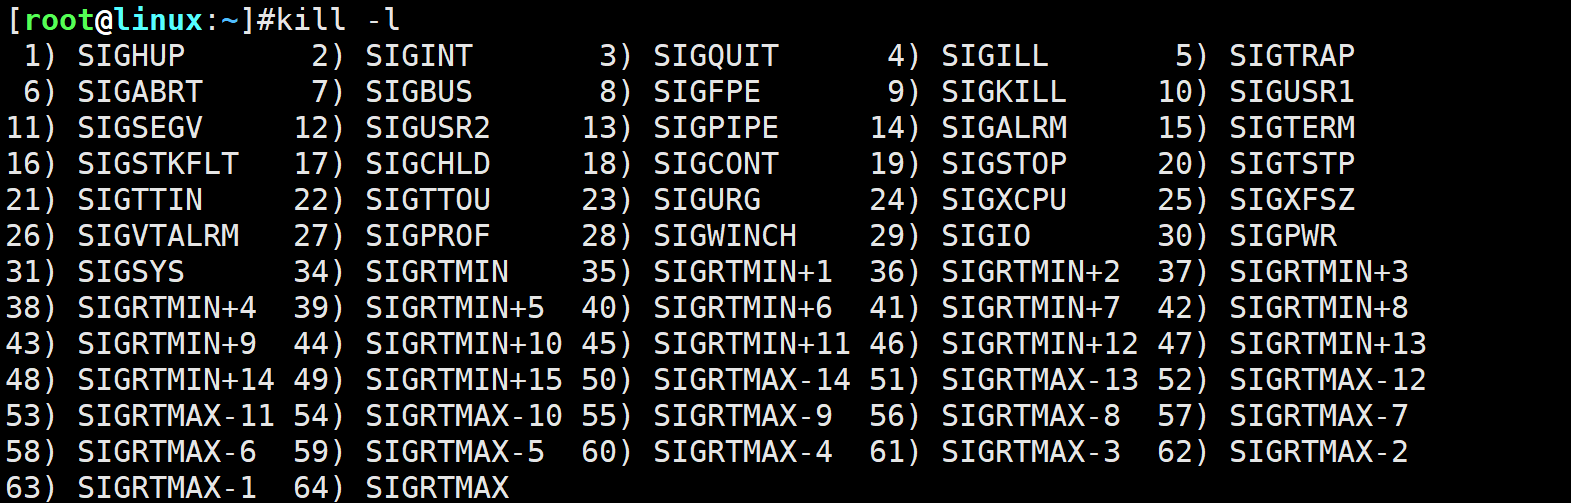 [root@linux:~]#kill -l
 1) SIGHUP       2) SIGINT       3) SIGQUIT      4) SIGILL       5) SIGTRAP
 6) SIGABRT      7) SIGBUS       8) SIGFPE       9) SIGKILL     10) SIGUSR1
11) SIGSEGV     12) SIGUSR2     13) SIGPIPE     14) SIGALRM     15) SIGTERM
16) SIGSTKFLT   17) SIGCHLD     18) SIGCONT     19) SIGSTOP     20) SIGTSTP
21) SIGTTIN     22) SIGTTOU     23) SIGURG      24) SIGXCPU     25) SIGXFSZ
26) SIGVTALRM   27) SIGPROF     28) SIGWINCH    29) SIGIO       30) SIGPWR
31) SIGSYS      34) SIGRTMIN    35) SIGRTMIN+1  36) SIGRTMIN+2  37) SIGRTMIN+3
38) SIGRTMIN+4  39) SIGRTMIN+5  40) SIGRTMIN+6  41) SIGRTMIN+7  42) SIGRTMIN+8
43) SIGRTMIN+9  44) SIGRTMIN+10 45) SIGRTMIN+11 46) SIGRTMIN+12 47) SIGRTMIN+13
48) SIGRTMIN+14 49) SIGRTMIN+15 50) SIGRTMAX-14 51) SIGRTMAX-13 52) SIGRTMAX-12
53) SIGRTMAX-11 54) SIGRTMAX-10 55) SIGRTMAX-9  56) SIGRTMAX-8  57) SIGRTMAX-7
58) SIGRTMAX-6  59) SIGRTMAX-5  60) SIGRTMAX-4  61) SIGRTMAX-3  62) SIGRTMAX-2
63) SIGRTMAX-1  64) SIGRTMAX